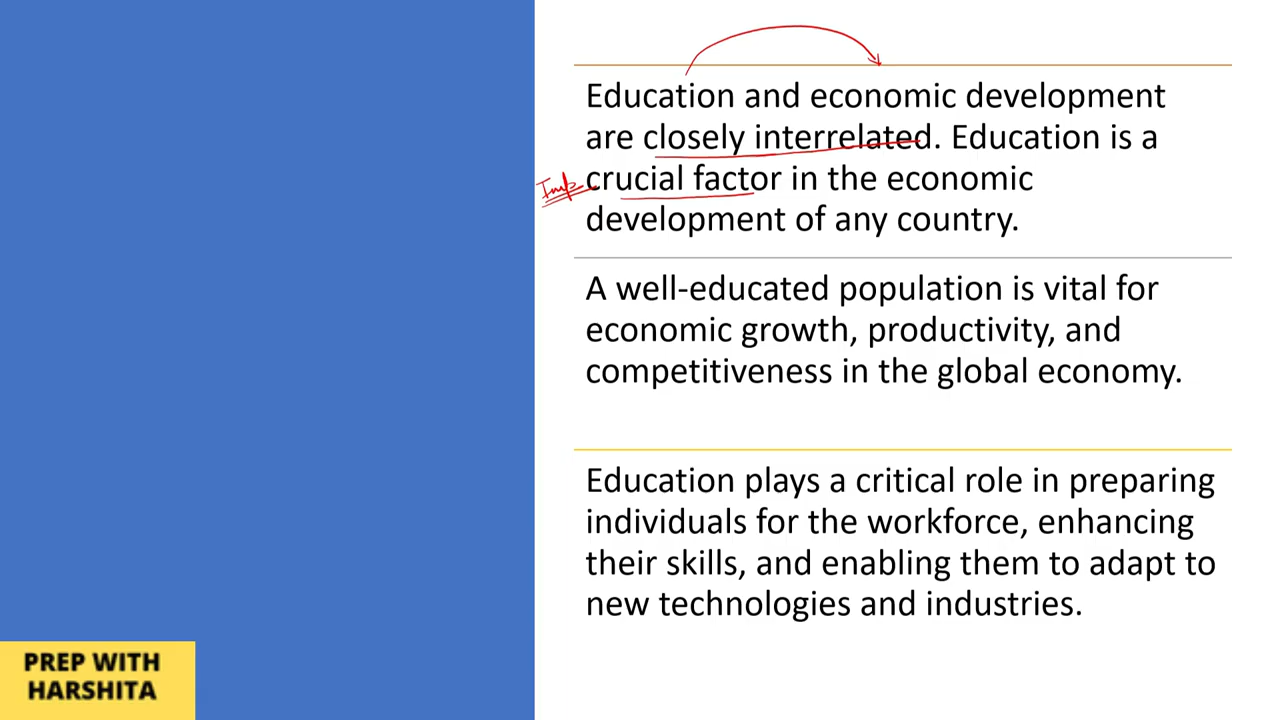 Education and economic development
are closely interrelated. Education is a
Imp crucial factor in the economic
development of any country.
A well-educated population is vital for
economic growth, productivity, and
competitiveness in the global economy.
Education plays a critical role in preparing
individuals for the workforce, enhancing
their skills, and enabling them to adapt to
new technologies and industries.
PREP WITH
HARSHITA